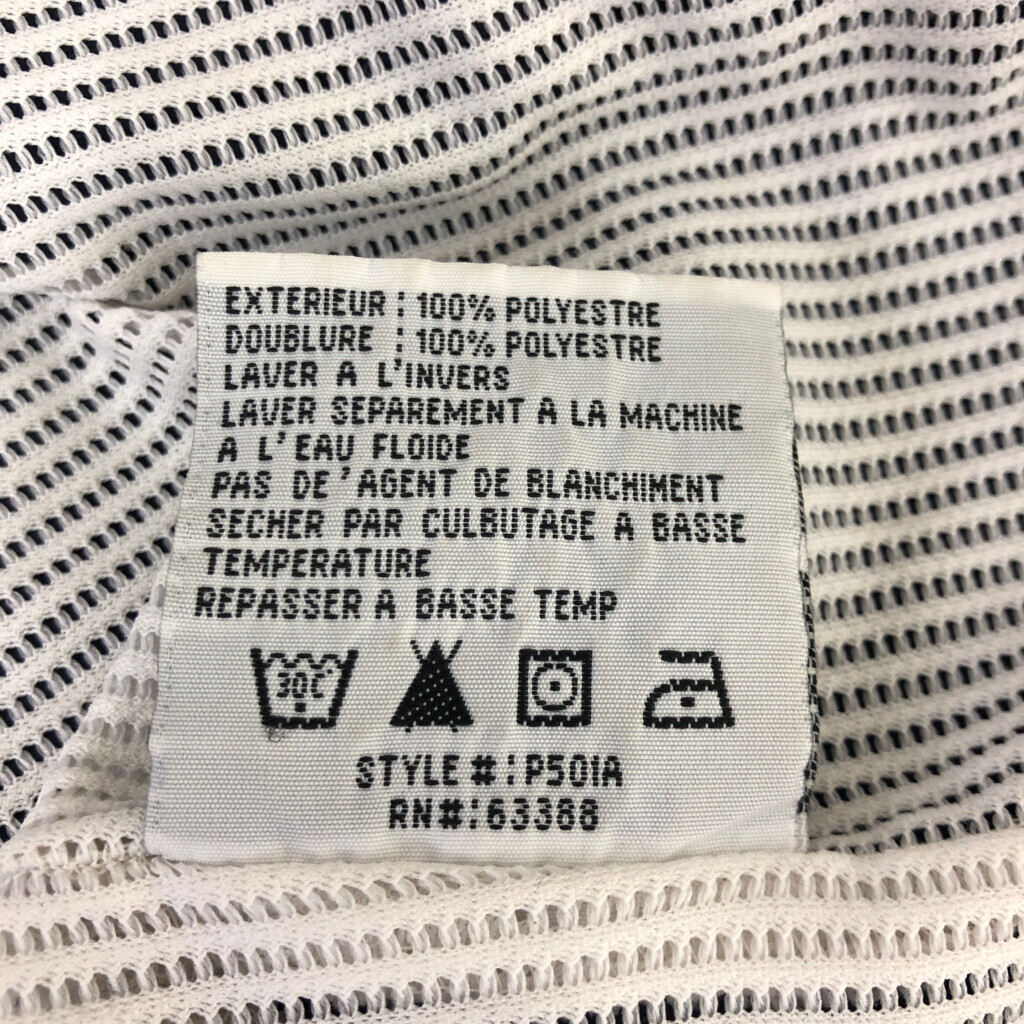 EXTERIEUR : 100% POLYESTRE
DOUBLURE : 100% POLYESTRE
LAVER A L'INVERS
LAVER SEPAREMENT A LA MACHINE
A L'EAU FLOIDE
PAS DE'AGENT DE BLANCHIMENT
SECHER PAR CULBUTAGE A BASSE
TEMPERATURE
REPASSER A BASSE TEMP
30C
STYLE #: P501A
RN#: 63388